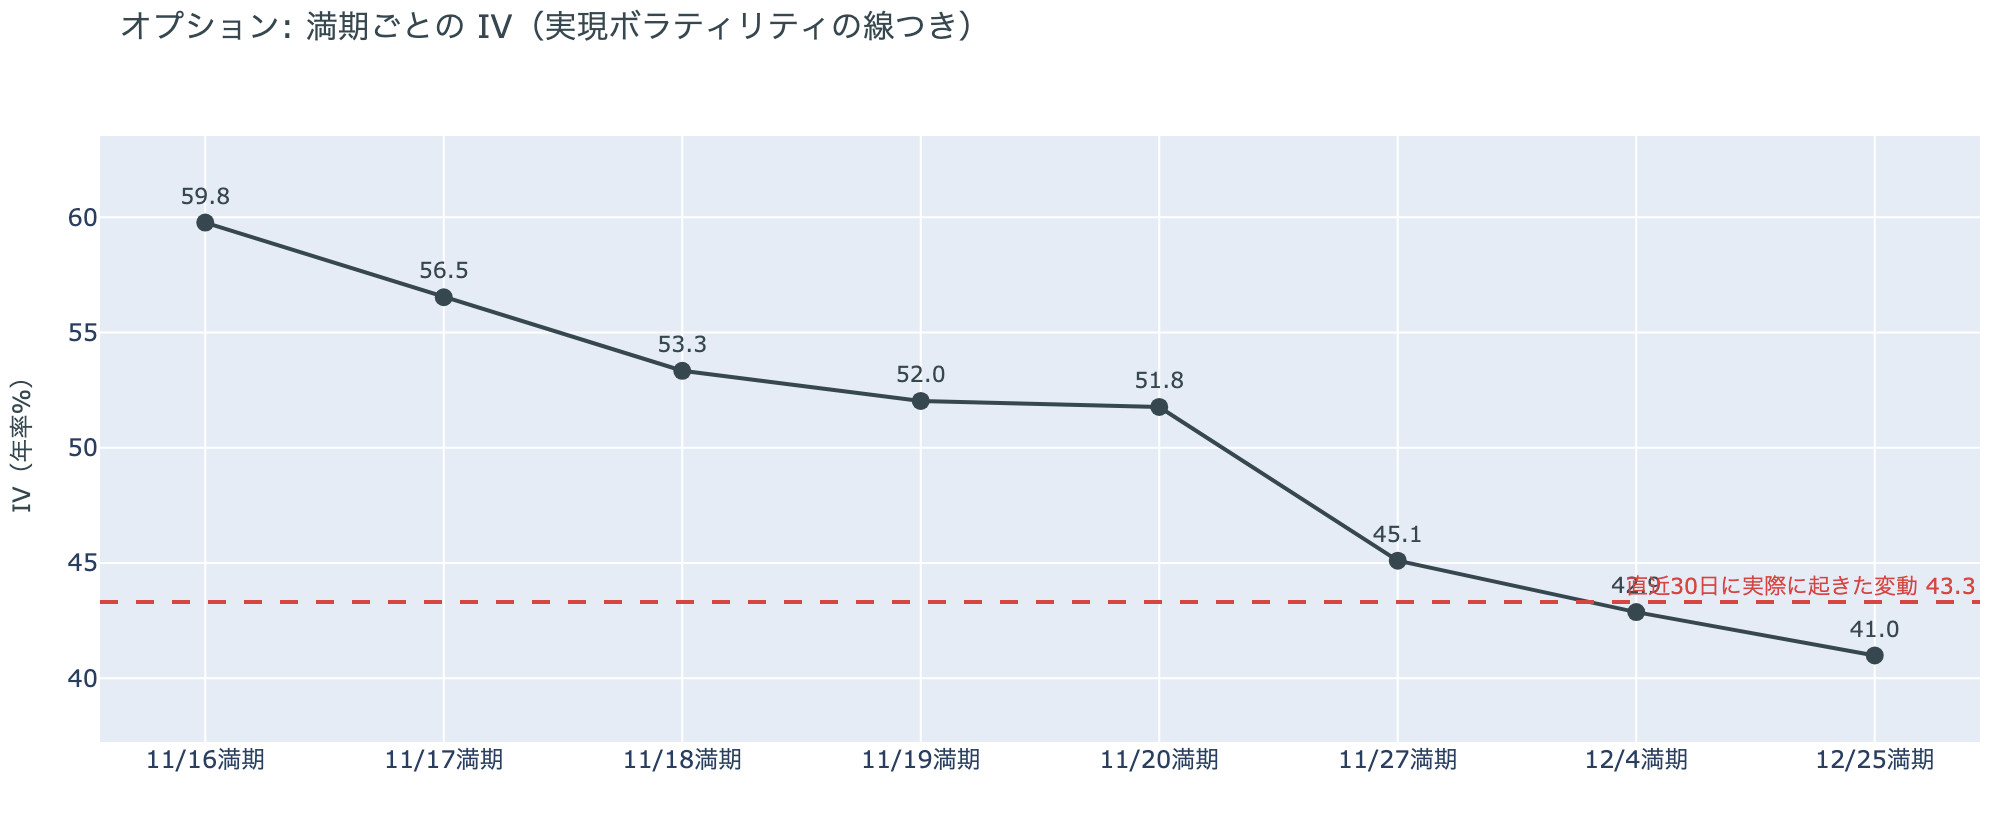 オプション: 満期ごとの IV（実現ボラティリティの線つき）
IV（年率%）
60
55
50
45
40
59.8
56.5
53.3
52.0
51.8
45.1
42.9
41.0
直近30日に実際に起きた変動 43.3
11/16満期
11/17満期
11/18満期
11/19満期
11/20満期
11/27満期
12/4満期
12/25満期